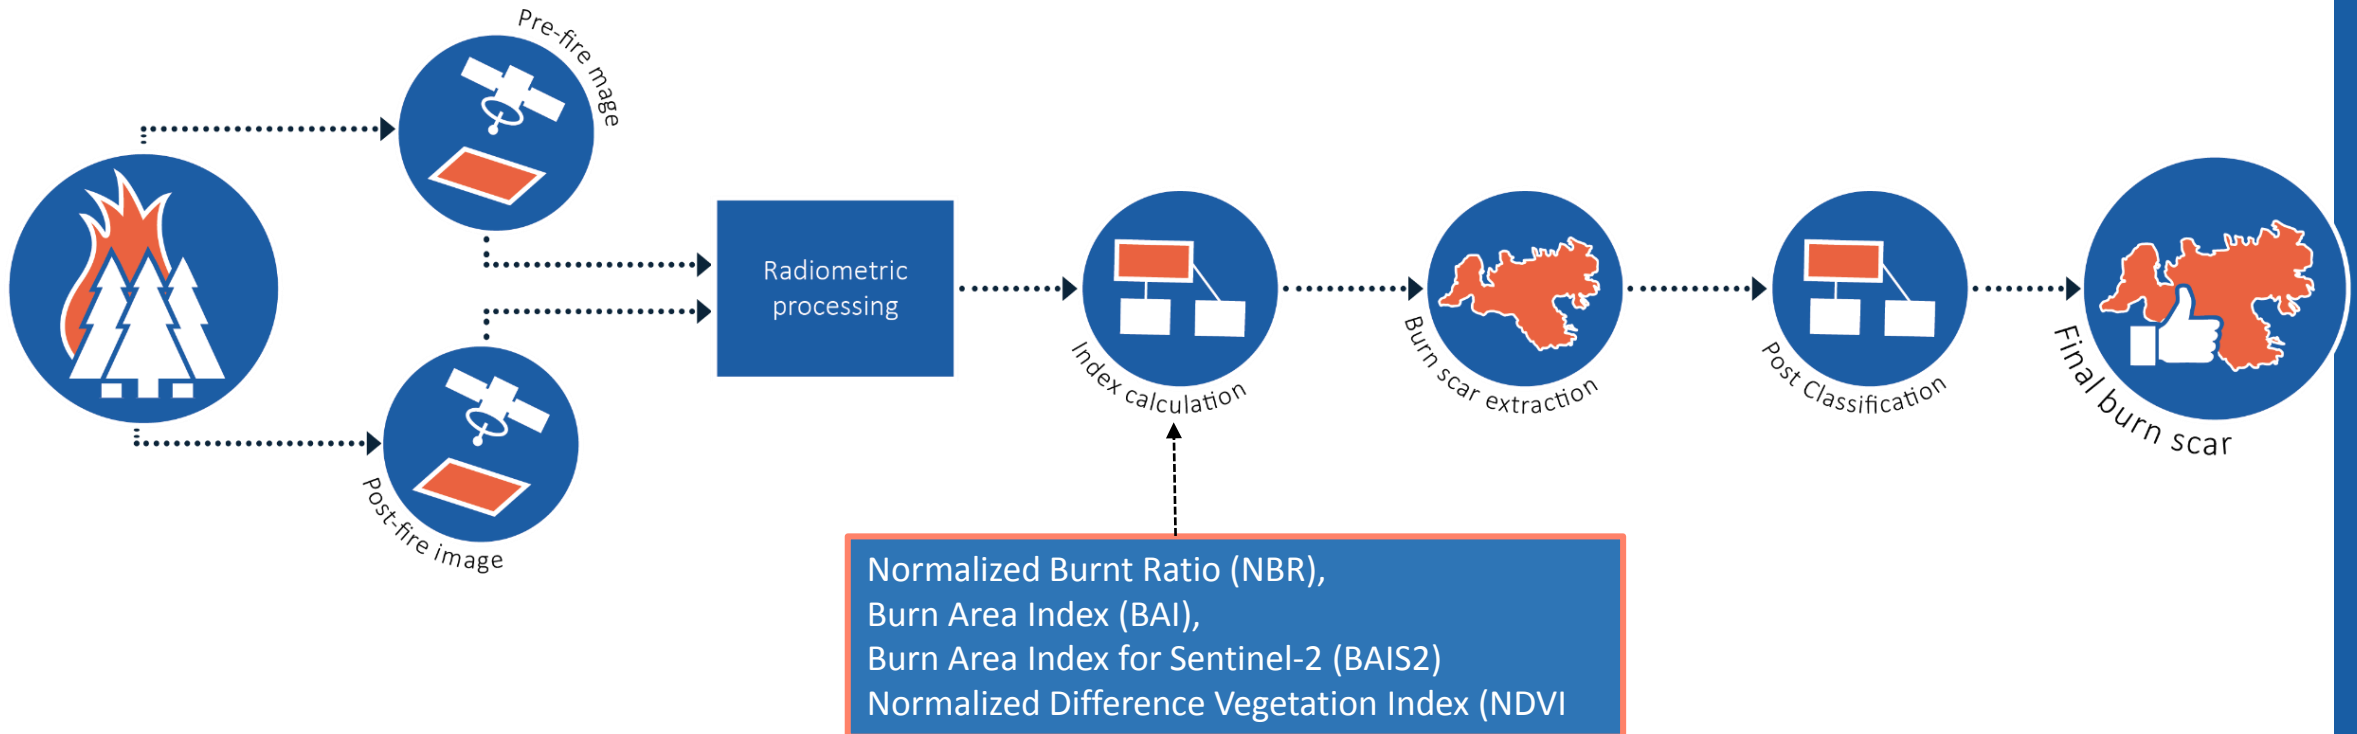 Pre-fire image
Post-fire image
Radiometric
processing
Index calculation
Burn scar extraction
Post Classification
Final burn scar
Normalized Burnt Ratio (NBR),
Burn Area Index (BAI),
Burn Area Index for Sentinel-2 (BAIS2)
Normalized Difference Vegetation Index (NDVI